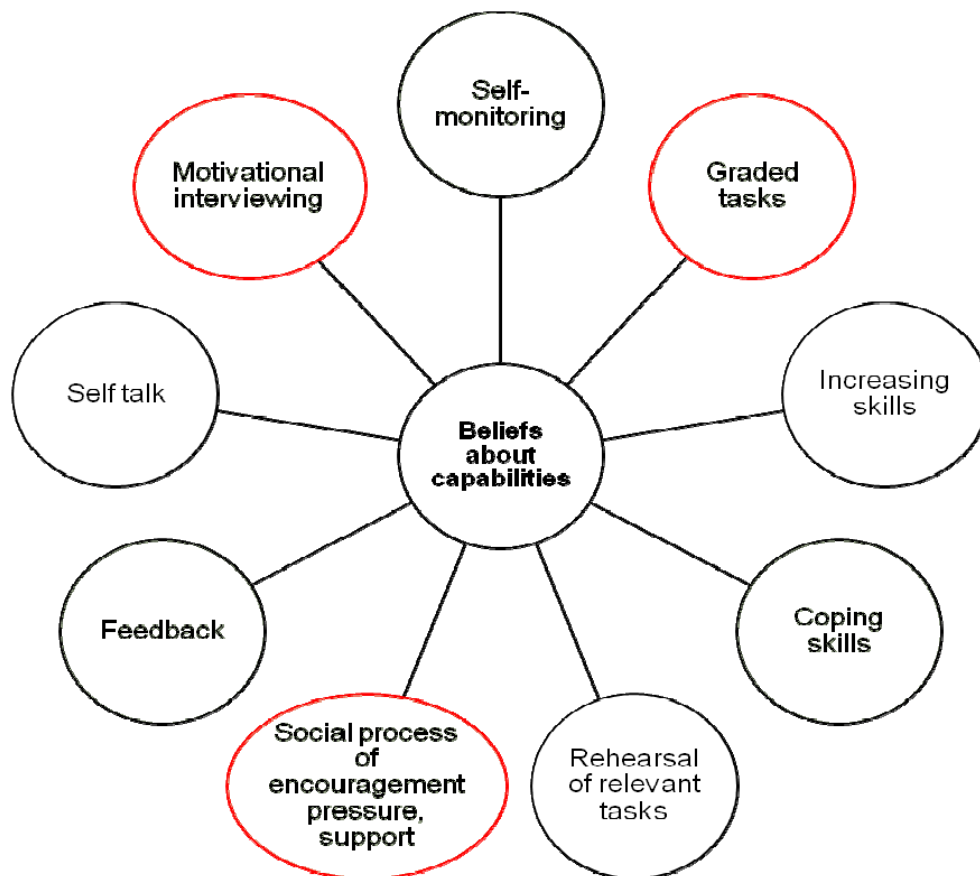 Self-
monitoring
Motivational
interviewing
Graded
tasks
Self talk
Increasing
skills
Beliefs
about
capabilities
Feedback
Coping
skills
Social process
of
encouragement
pressure,
support
Rehearsal
of relevant
tasks